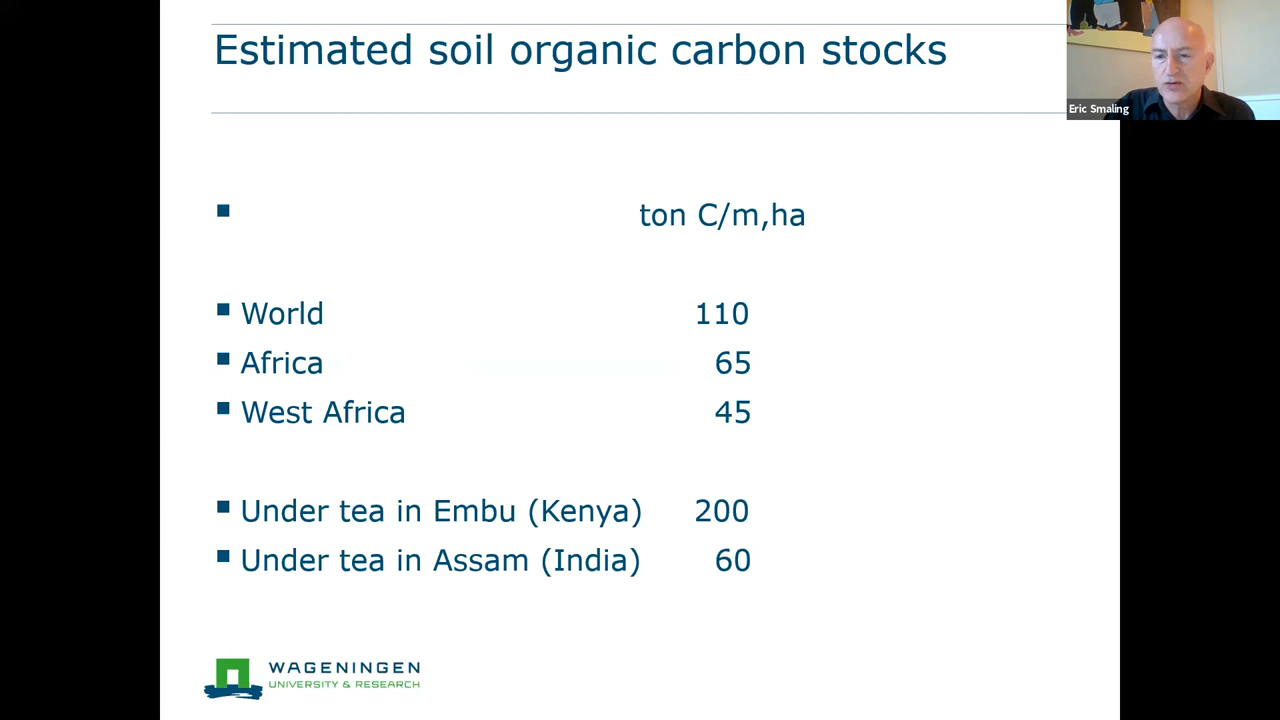 Estimated soil organic carbon stocks
Eric Smaling
ton C/m,ha
World 110
Africa 65
West Africa 45
Under tea in Embu (Kenya) 200
Under tea in Assam (India) 60
WAGENINGEN
UNIVERSITY & RESEARCH